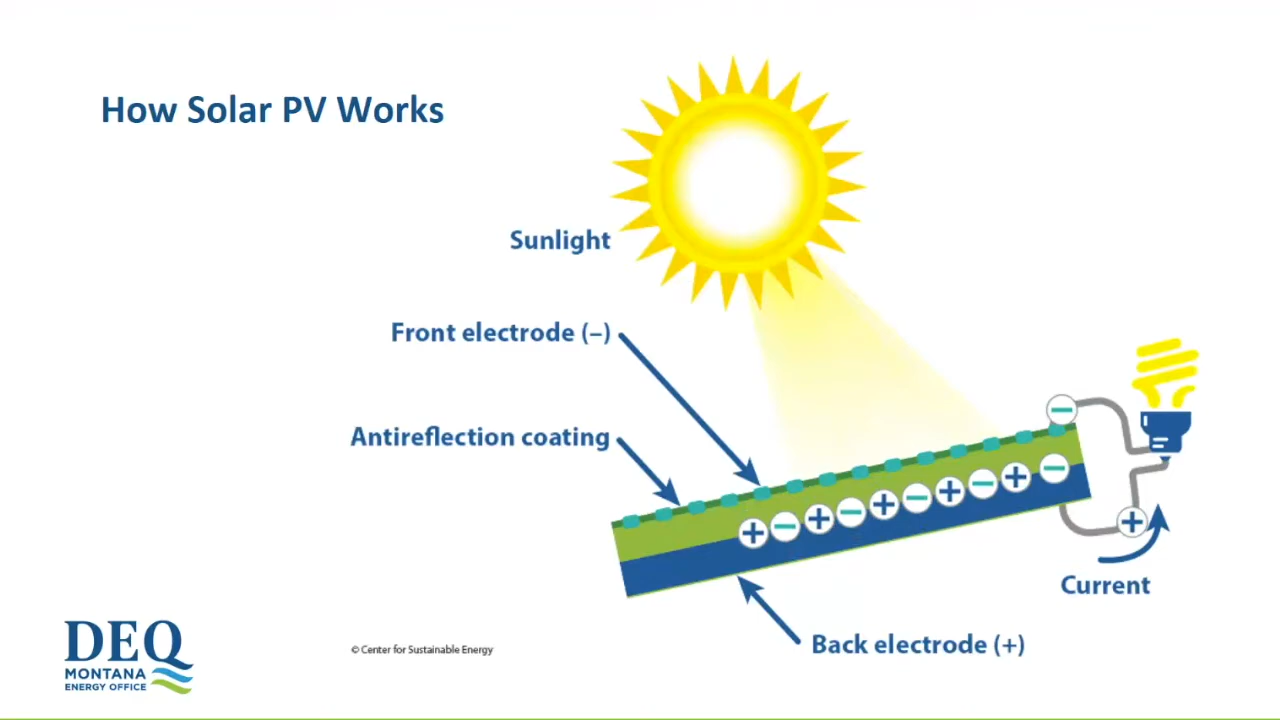 How Solar PV Works
Sunlight
Front electrode (–)
Antireflection coating
Current
Back electrode (+)
© Center for Sustainable Energy
DEQ
MONTANA
ENERGY OFFICE